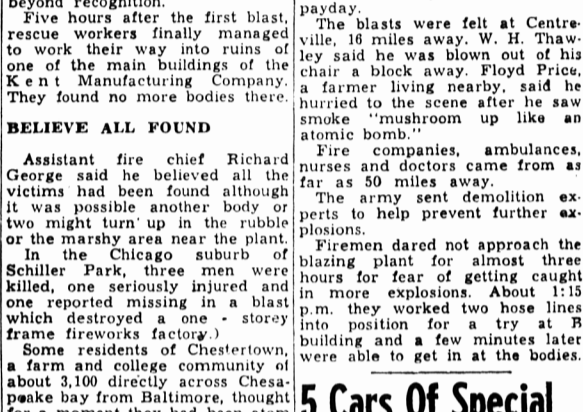 beyond recognition.
Five hours after the first blast,
rescue workers finally managed
to work their way into ruins of
one of the main buildings of the
Kent Manufacturing Company.
They found no more bodies there.
BELIEVE ALL FOUND
Assistant fire chief Richard
George said he believed all the
victims had been found although
it was possible another body or
two might turn up in the rubble
or the marshy area near the plant.
In the Chicago suburb of
Schiller Park, three men were
killed, one seriously injured and
one reported missing in a blast
which destroyed a one - storey
frame fireworks factory.)
Some residents of Chestertown,
a farm and college community of
about 3,100 directly across Chesa-
peake bay from Baltimore, thought
for a moment they had been atom
payday.
The blasts were felt at Centre-
ville, 16 miles away. W. H. Thaw-
ley said he was blown out of his
chair a block away. Floyd Price,
a farmer living nearby, said he
hurried to the scene after he saw
smoke "mushroom up like an
atomic bomb."
Fire companies, ambulances,
nurses and doctors came from as
far as 50 miles away.
The army sent demolition ex-
perts to help prevent further ex-
plosions.
Firemen dared not approach the
blazing plant for almost three
hours for fear of getting caught
in more explosions. About 1:15
p.m. they worked two hose lines
into position for a try at B
building and a few minutes later
were able to get in at the bodies.
5 Cars Of Special